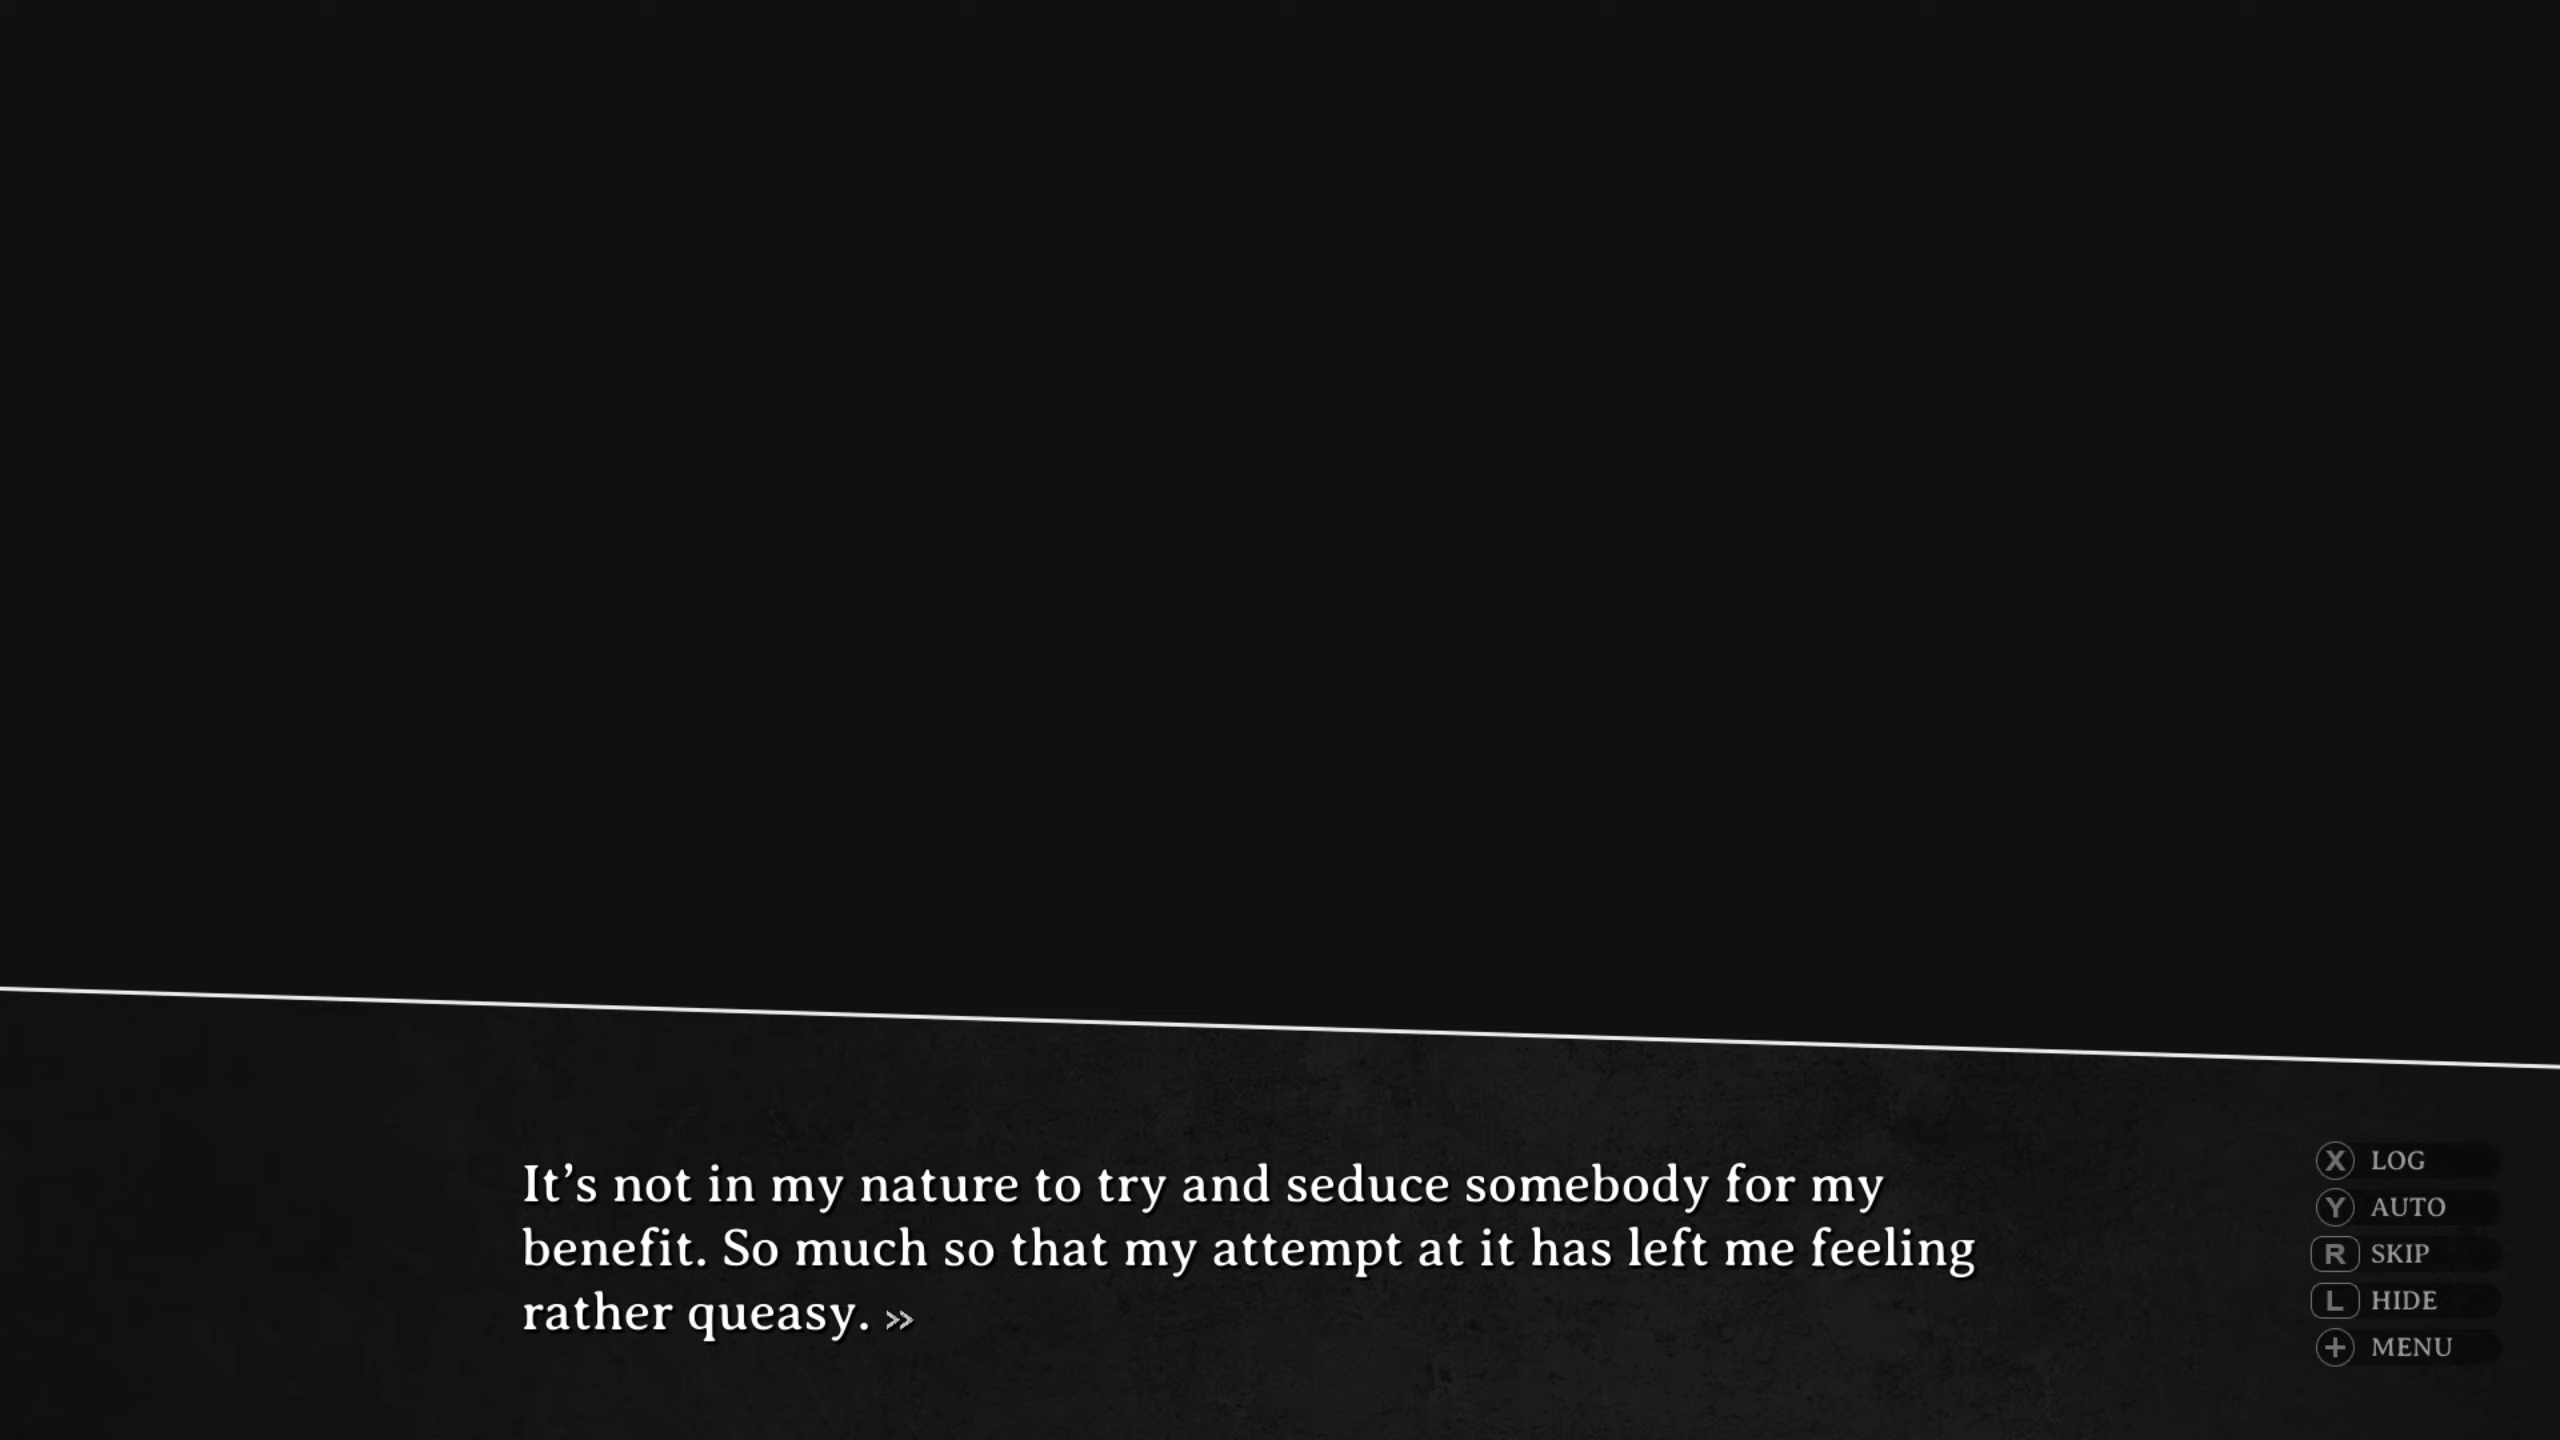 It’s not in my nature to try and seduce somebody for my
benefit. So much so that my attempt at it has left me feeling
rather queasy. »
X LOG
Y AUTO
R SKIP
L HIDE
+ MENU